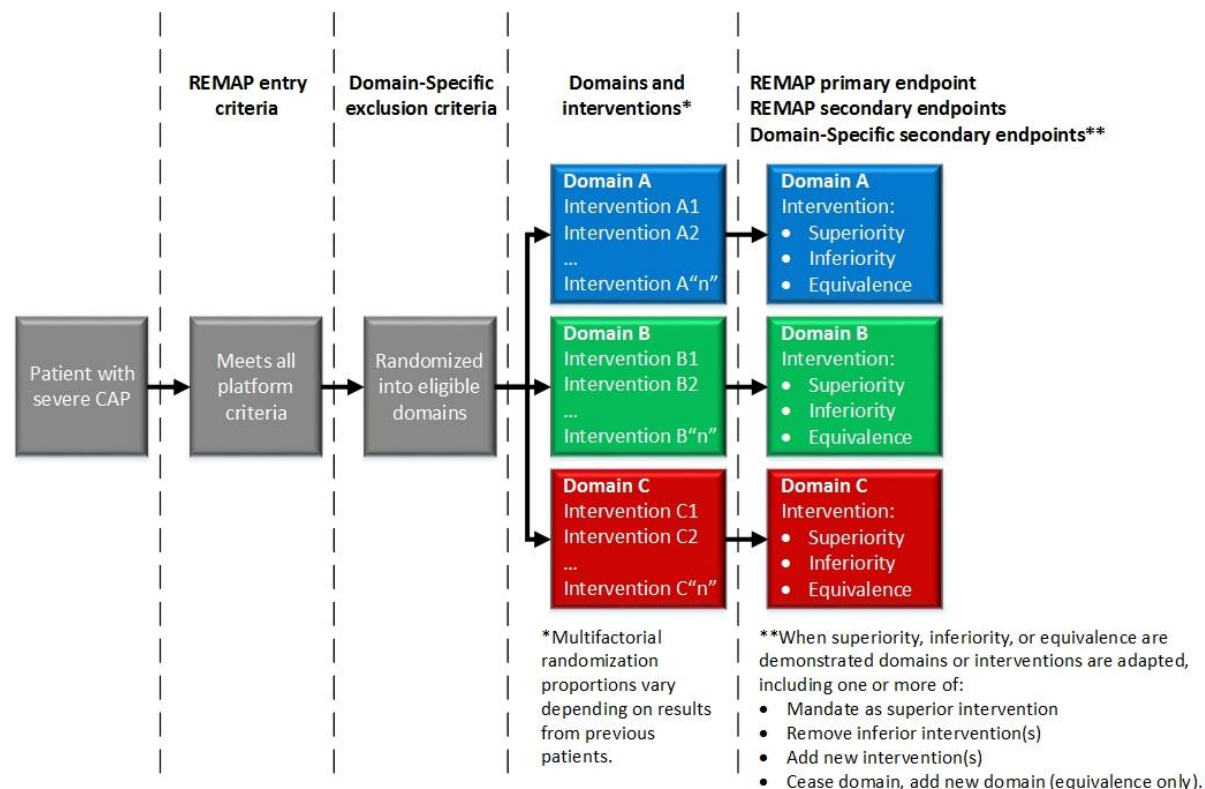 REMAP entry
criteria
Domain-Specific
exclusion criteria
Domains and
interventions*
REMAP primary endpoint
REMAP secondary endpoints
Domain-Specific secondary endpoints**
Patient with
severe CAP
Meets all
platform
criteria
Randomized
into eligible
domains
Domain A
Intervention A1
Intervention A2
...
Intervention A“n”
Domain A
Intervention:
• Superiority
• Inferiority
• Equivalence
Domain B
Intervention B1
Intervention B2
...
Intervention B“n”
Domain B
Intervention:
• Superiority
• Inferiority
• Equivalence
Domain C
Intervention C1
Intervention C2
...
Intervention C“n”
Domain C
Intervention:
• Superiority
• Inferiority
• Equivalence
*Multifactorial
randomization
proportions vary
depending on results
from previous
patients.
**When superiority, inferiority, or equivalence are
demonstrated domains or interventions are adapted,
including one or more of:
• Mandate as superior intervention
• Remove inferior intervention(s)
• Add new intervention(s)
• Cease domain, add new domain (equivalence only).